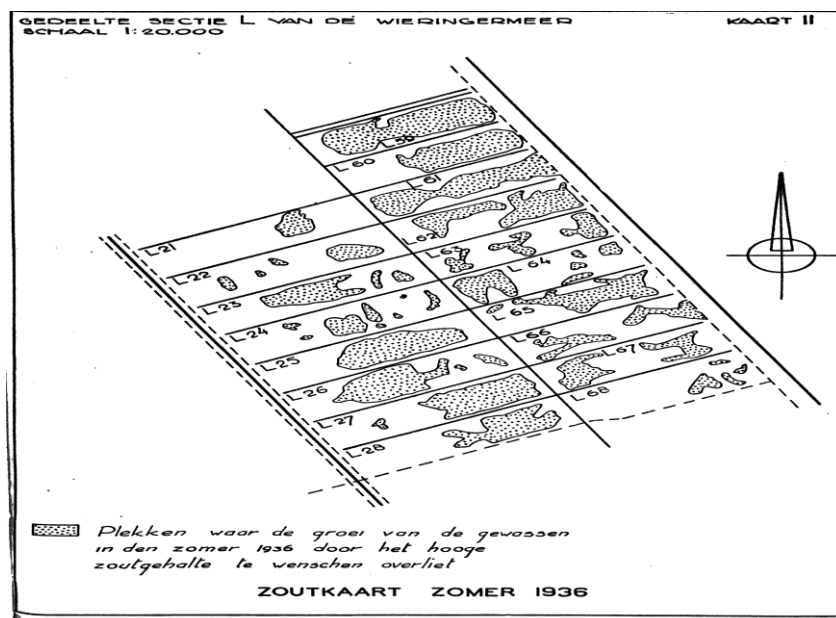 GEDEELTE SECTIE L VAN DE WIERINGERMEER KAART II
SCHAAL 1:20.000
L 59
L 60
L 61
L 21
L 62
L 22
L 63
L 64
L 23
L 24
L 65
L 25
L 66
L 67
L 26
L 68
L 27
L 28
Plekken waar de groei van de gewassen
in den zomer 1936 door het hooge
zoutgehalte te wenschen overliet
ZOUTKAART ZOMER 1936